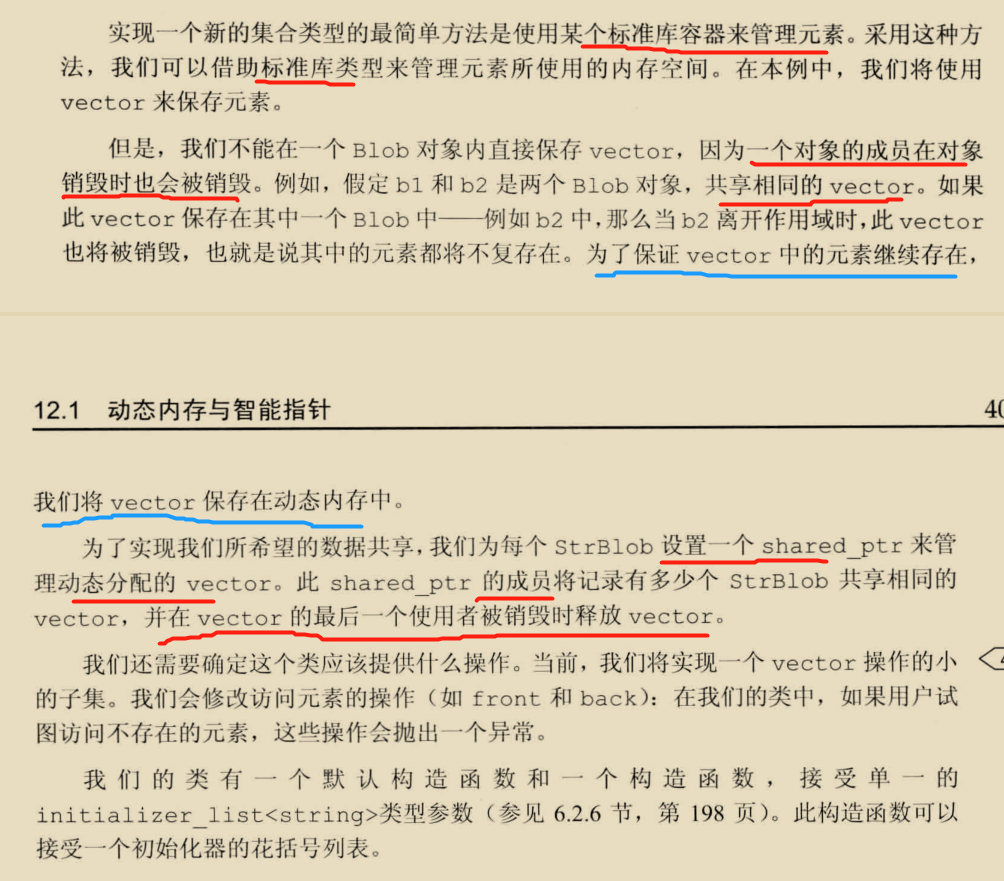 实现一个新的集合类型的最简单方法是使用某个标准库容器来管理元素。采用这种方
法，我们可以借助标准库类型来管理元素所使用的内存空间。在本例中，我们将使用
vector 来保存元素。
但是，我们不能在一个 Blob 对象内直接保存 vector，因为一个对象的成员在对象
销毁时也会被销毁。例如，假定 b1 和 b2 是两个 Blob 对象，共享相同的 vector。如果
此 vector 保存在其中一个 Blob 中——例如 b2 中，那么当 b2 离开作用域时，此 vector
也将被销毁，也就是说其中的元素都将不复存在。为了保证 vector 中的元素继续存在，
12.1 动态内存与智能指针 40
我们将 vector 保存在动态内存中。
为了实现我们所希望的数据共享，我们为每个 StrBlob 设置一个 shared_ptr 来管
理动态分配的 vector。此 shared_ptr 的成员将记录有多少个 StrBlob 共享相同的
vector，并在 vector 的最后一个使用者被销毁时释放 vector。
我们还需要确定这个类应该提供什么操作。当前，我们将实现一个 vector 操作的小
的子集。我们会修改访问元素的操作（如 front 和 back）：在我们的类中，如果用户试
图访问不存在的元素，这些操作会抛出一个异常。
我们的类有一个默认构造函数和一个构造函数，接受单一的
initializer_list<string>类型参数（参见 6.2.6 节，第 198 页）。此构造函数可以
接受一个初始化器的花括号列表。